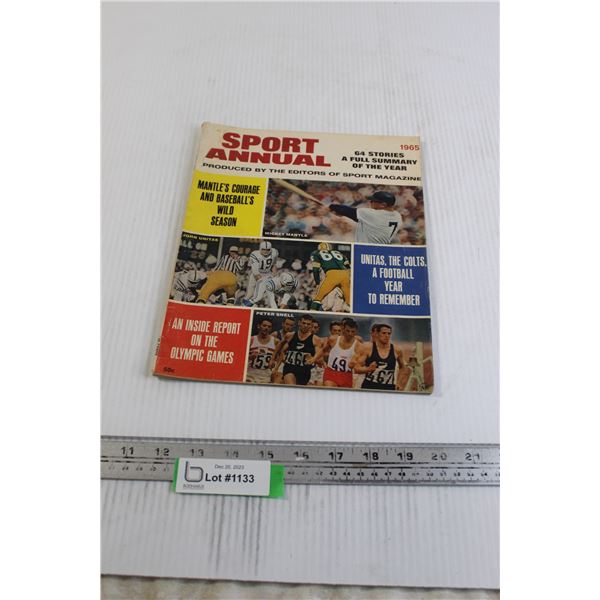 SPORT
ANNUAL
1965
64 STORIES
A FULL SUMMARY
OF THE YEAR
PRODUCED BY THE EDITORS OF SPORT MAGAZINE
MANTLE'S COURAGE
AND BASEBALL'S
WILD
SEASON
MICKEY MANTLE
7
JOHN UNITAS
19
66
UNITAS, THE COLTS,
A FOOTBALL
YEAR
TO REMEMBER
AN INSIDE REPORT
ON THE
OLYMPIC GAMES
50c
PETER SNELL
59
466
49
467
11 12 13 14 15 16 17 18 19 20 21
Dec 20, 2023
Lot #1133